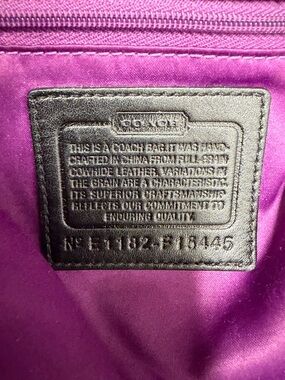 COACH
THIS IS A COACH BAG. IT WAS HAND-
CRAFTED IN CHINA FROM FULL-GRAIN
COWHIDE LEATHER. VARIATIONS IN
THE GRAIN ARE A CHARACTERISTIC.
ITS SUPERIOR CRAFTSMANSHIP
REFLECTS OUR COMMITMENT TO
ENDURING QUALITY.
Nº E1182-F18445